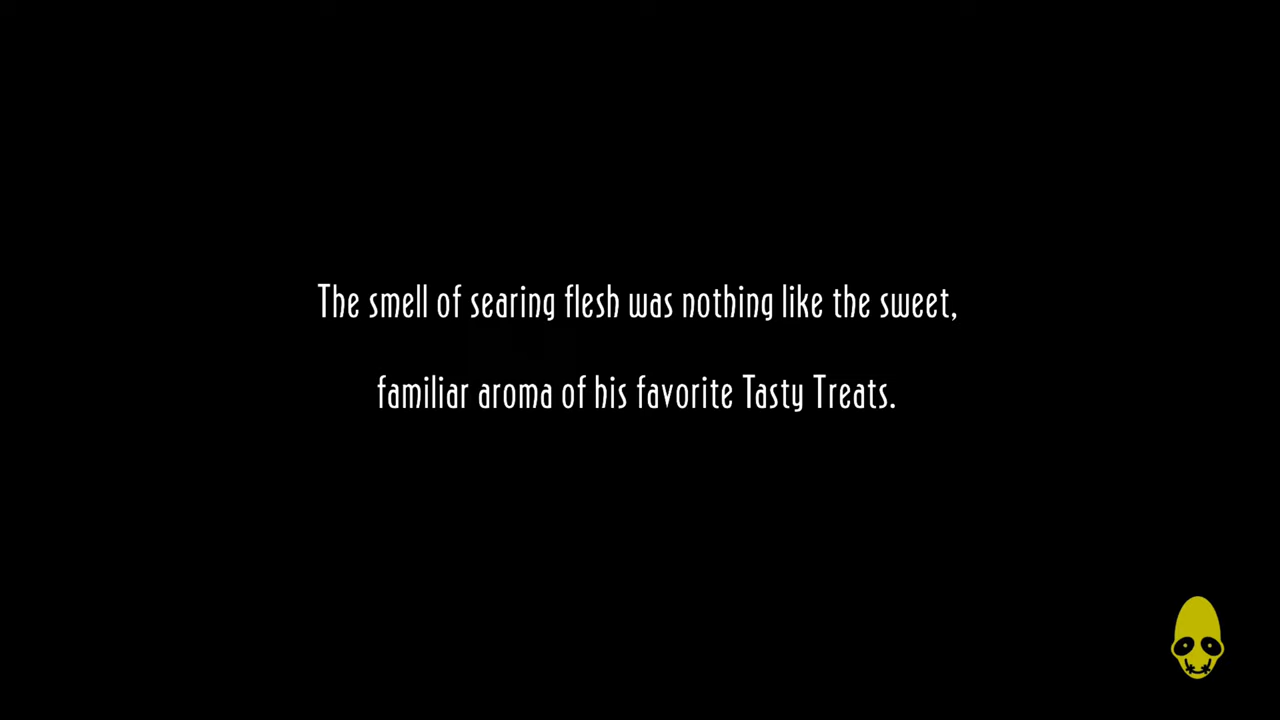 The smell of searing flesh was nothing like the sweet,
familiar aroma of his favorite Tasty Treats.